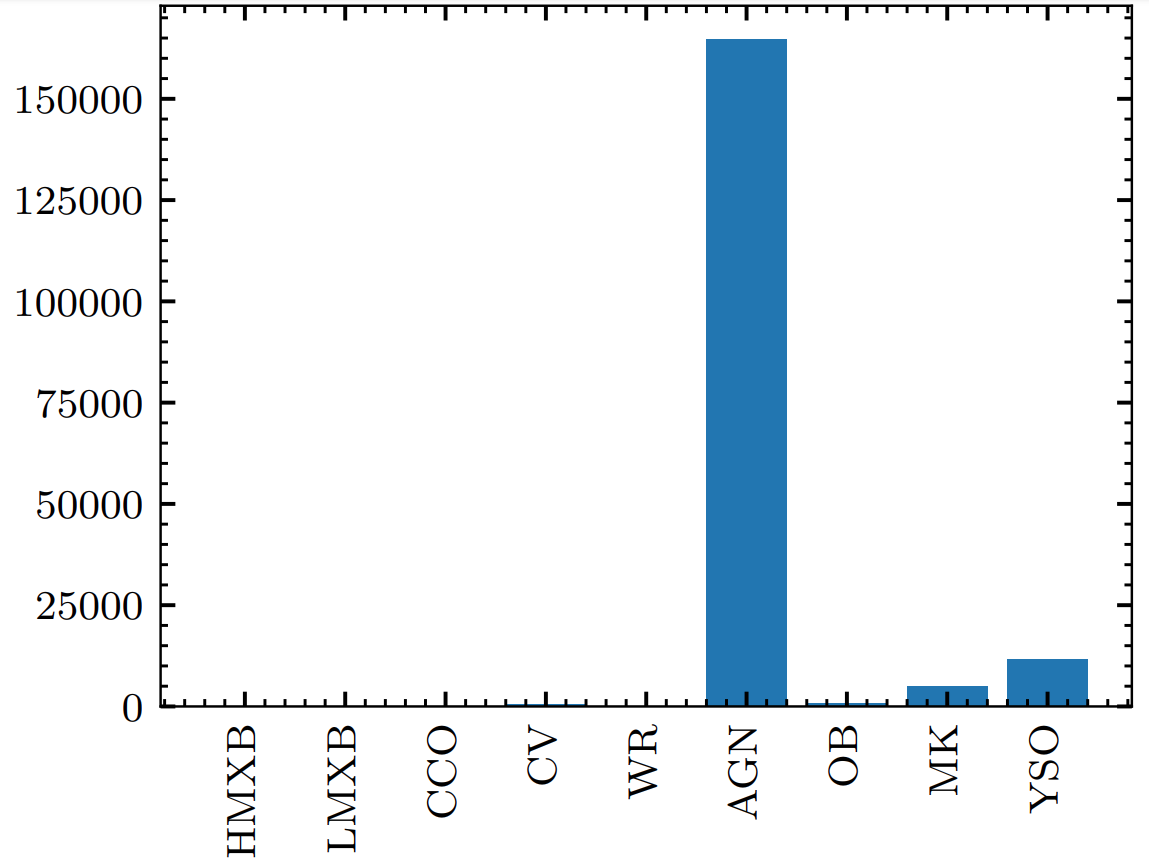 150000
125000
100000
75000
50000
25000
0
HMXB
LMXB
CCO
CV
WR
AGN
OB
MK
YSO